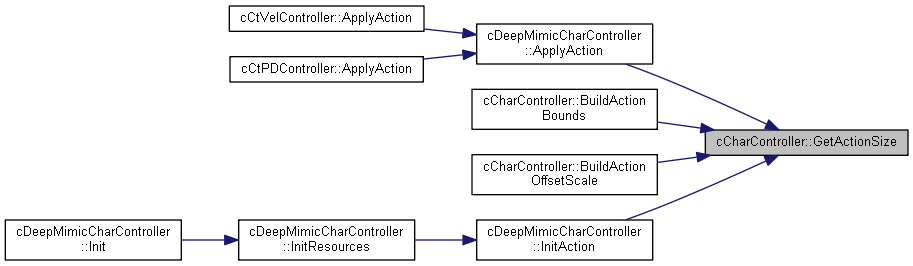 cCtVelController::ApplyAction
cDeepMimicCharController
::ApplyAction
cCtPDController::ApplyAction
cCharController::BuildAction
Bounds
cCharController::GetActionSize
cCharController::BuildAction
OffsetScale
cDeepMimicCharController
::Init
cDeepMimicCharController
::InitResources
cDeepMimicCharController
::InitAction